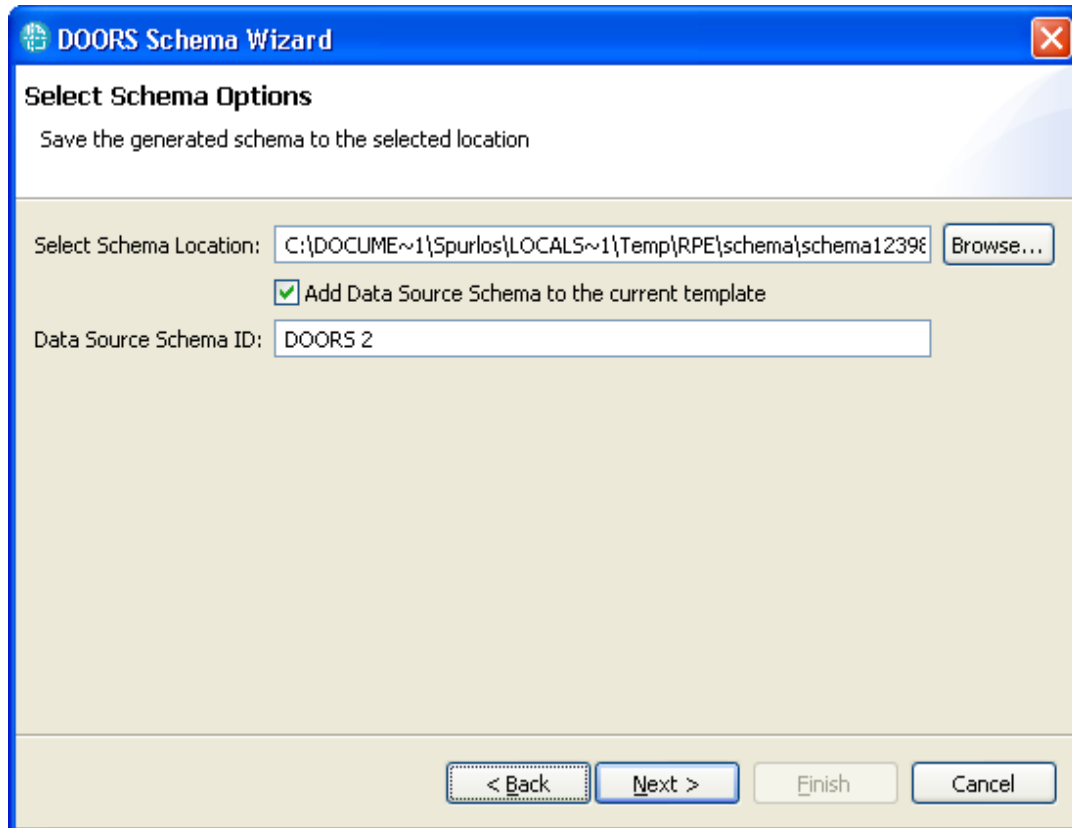 DOORS Schema Wizard
Select Schema Options
Save the generated schema to the selected location
Select Schema Location: C:\DOCUME~1\Spurlos\LOCALS~1\Temp\RPE\schema\schema12398 Browse...
Add Data Source Schema to the current template
Data Source Schema ID: DOORS 2
< Back Next > Finish Cancel